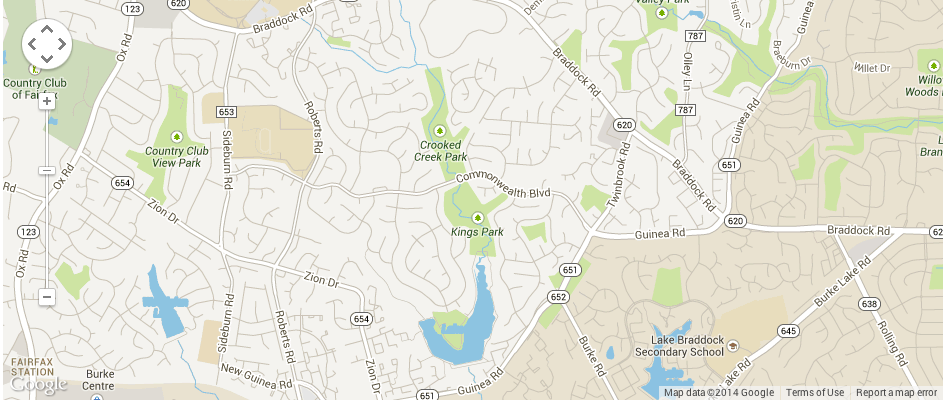 620
Braddock Rd
Ox Rd
Country Club
of Fairfax
123
653
Sideburn Rd
Roberts Rd
Country Club
View Park
Ox Rd
654
Zion Dr
Crooked
Creek Park
Commonwealth Blvd
Kings Park
Braddock Rd
Valley Park
787
Olley Ln
787
Guinea Rd
Braeburn Dr
Guinea Rd
Willet Dr
Woods
620
Twinbrook Rd
Braddock Rd
651
620
Guinea Rd
Braddock Rd
123
Ox Rd
Zion Dr
654
Zion Dr
Sideburn Rd
Roberts Rd
New Guinea Rd
651
652
651
Guinea Rd
Burke Rd
Lake Braddock
Secondary School
Burke Lake Rd
638
Rolling Rd
645
Lake Rd
FAIRFAX
STATION
Burke
Centre
Google
Map data ©2014 Google
Terms of Use
Report a map error